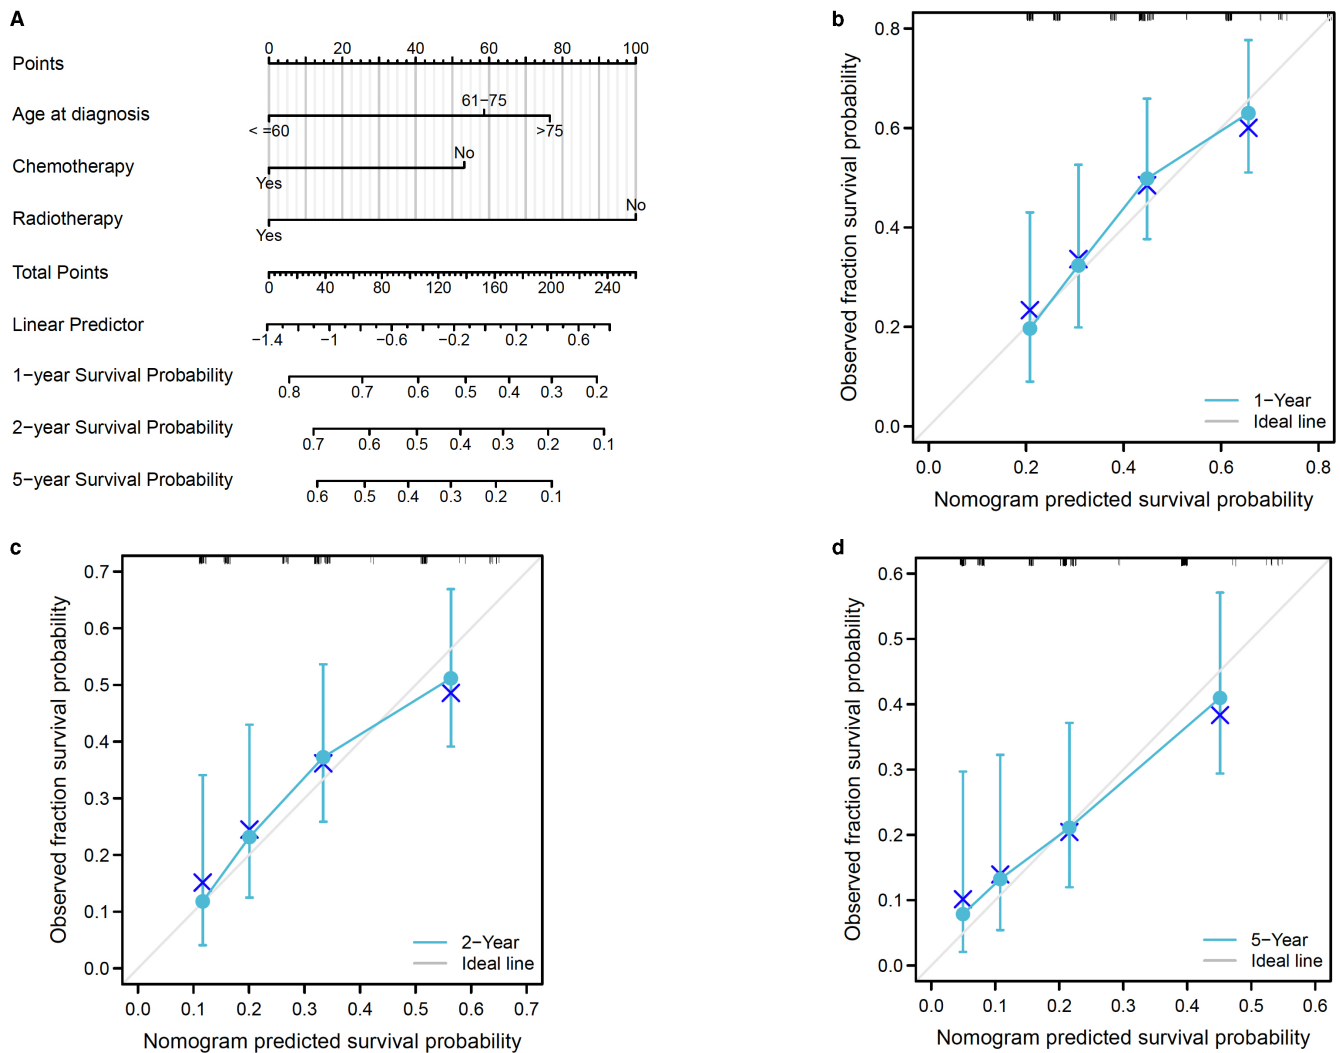 A
Points
0 20 40 60 80 100
Age at diagnosis
61−75
< =60
>75
Chemotherapy
No
Yes
Radiotherapy
No
Yes
Total Points
0 40 80 120 160 200 240
Linear Predictor
−1.4 −1 −0.6 −0.2 0.2 0.6
1−year Survival Probability
0.8 0.7 0.6 0.5 0.4 0.3 0.2
2−year Survival Probability
0.7 0.6 0.5 0.4 0.3 0.2 0.1
5−year Survival Probability
0.6 0.5 0.4 0.3 0.2 0.1
b
Observed fraction survival probability
0.8
0.6
0.4
0.2
0.0
1−Year
Ideal line
0.0 0.2 0.4 0.6 0.8
Nomogram predicted survival probability
c
Observed fraction survival probability
0.7
0.6
0.5
0.4
0.3
0.2
0.1
0.0
2−Year
Ideal line
0.0 0.1 0.2 0.3 0.4 0.5 0.6 0.7
Nomogram predicted survival probability
d
Observed fraction survival probability
0.6
0.5
0.4
0.3
0.2
0.1
0.0
5−Year
Ideal line
0.0 0.1 0.2 0.3 0.4 0.5 0.6
Nomogram predicted survival probability